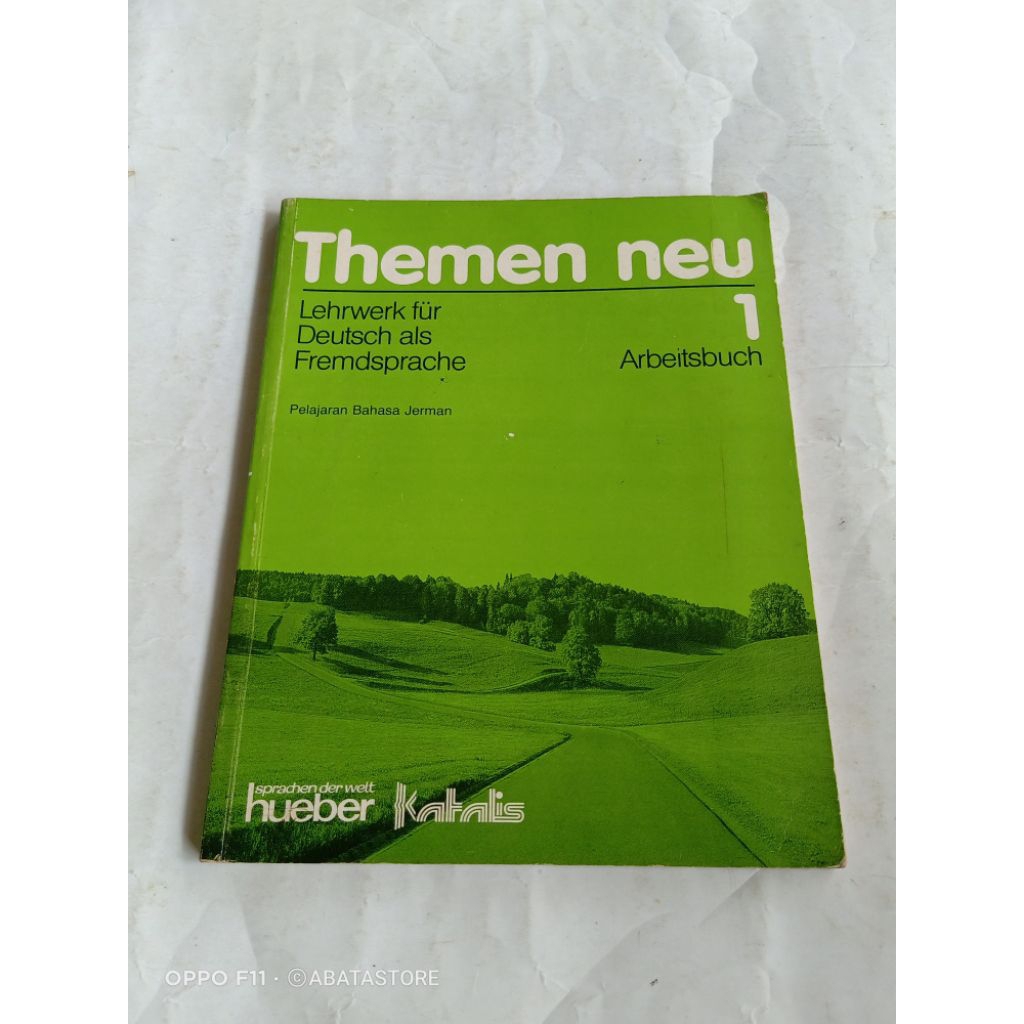 Themen neu
1
Lehrwerk für
Deutsch als
Fremdsprache
Arbeitsbuch
Pelajaran Bahasa Jerman
sprachen der welt
hueber
Katalis
OPPO F11 · ©ABATASTORE